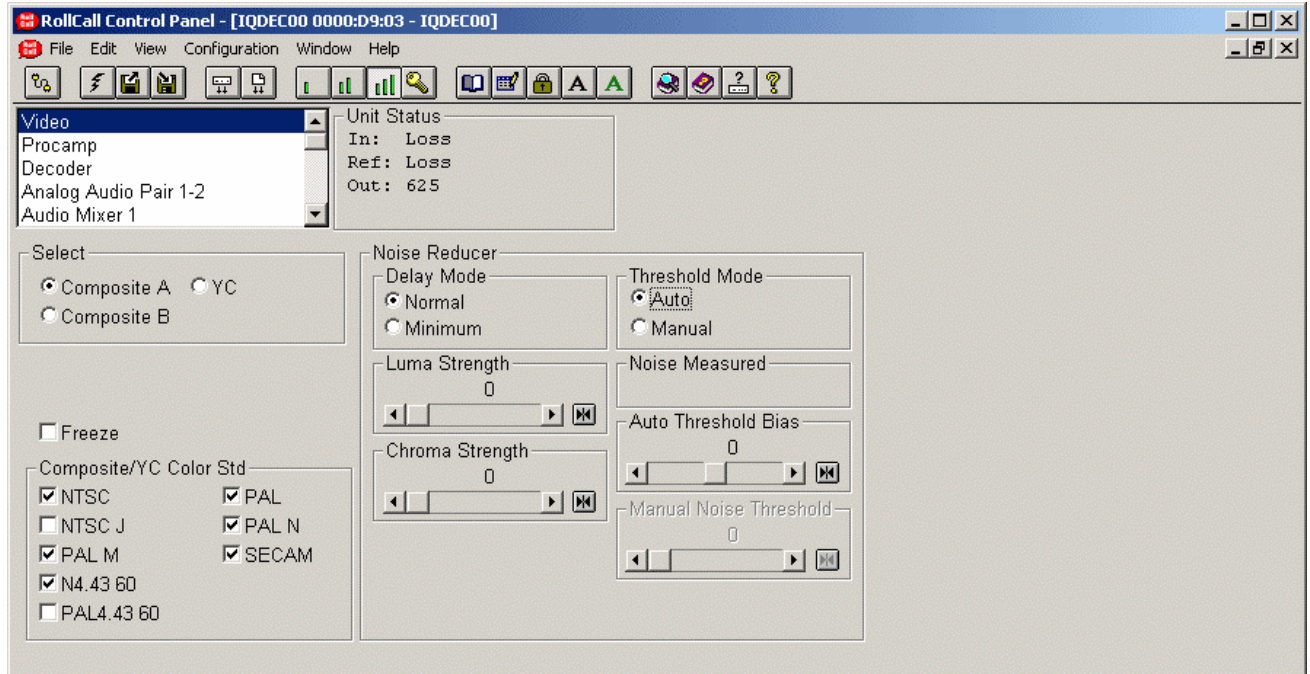 RollCall Control Panel - [IQDEC00 0000:D9:03 - IQDEC00]
File Edit View Configuration Window Help
A A ? ?
Video
Procamp
Decoder
Analog Audio Pair 1-2
Audio Mixer 1
Unit Status
In: Loss
Ref: Loss
Out: 625
Select
Composite A YC
Composite B
Freeze
Composite/YC Color Std
NTSC PAL
NTSC J PAL N
PAL M SECAM
N4.43 60
PAL4.43 60
Noise Reducer
Delay Mode
Normal
Minimum
Threshold Mode
Auto
Manual
Luma Strength
0
Noise Measured
Chroma Strength
0
Auto Threshold Bias
0
Manual Noise Threshold
0